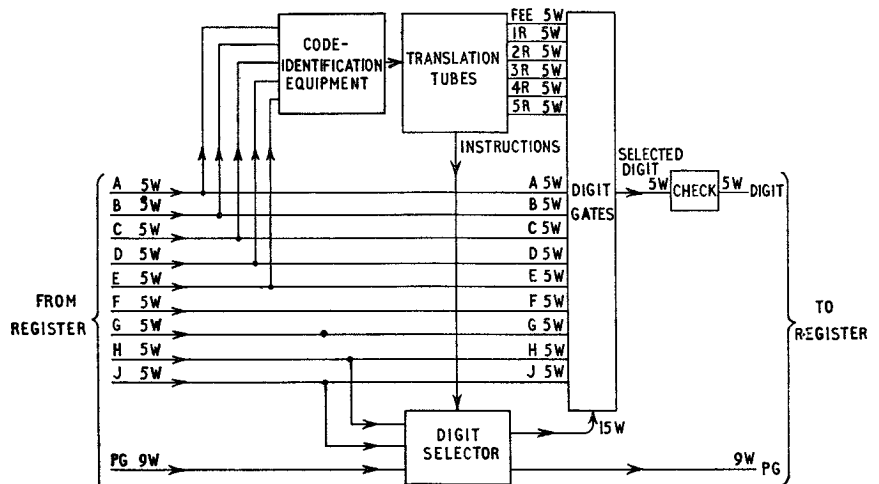 CODE-
IDENTIFICATION
EQUIPMENT
TRANSLATION
TUBES
FEE 5W
1R 5W
2R 5W
3R 5W
4R 5W
5R 5W
INSTRUCTIONS
FROM
REGISTER
A 5W
B 5W
C 5W
D 5W
E 5W
F 5W
G 5W
H 5W
J 5W
PG 9W
A 5W
B 5W
C 5W
D 5W
E 5W
F 5W
G 5W
H 5W
J 5W
DIGIT
GATES
SELECTED
DIGIT
5W
CHECK
5W
DIGIT
DIGIT
SELECTOR
15W
9W
PG
TO
REGISTER